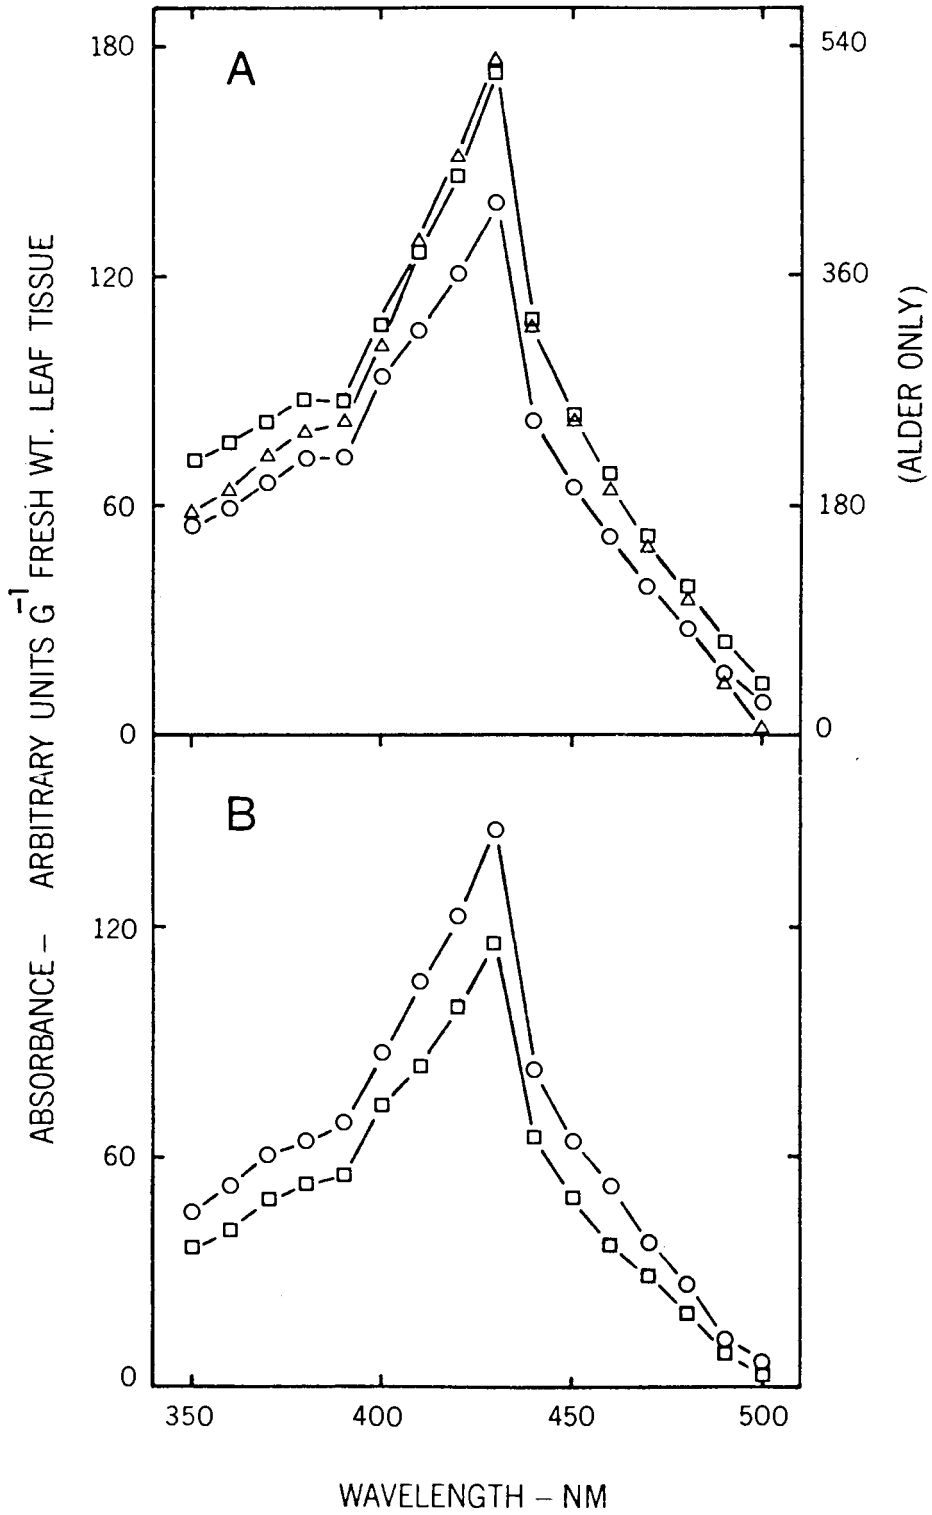 A
180
120
60
0
540
360
180
0
(ALDER ONLY)
ABSORBANCE – ARBITRARY UNITS G⁻¹ FRESH WT. LEAF TISSUE
B
120
60
0
350 400 450 500
WAVELENGTH – NM